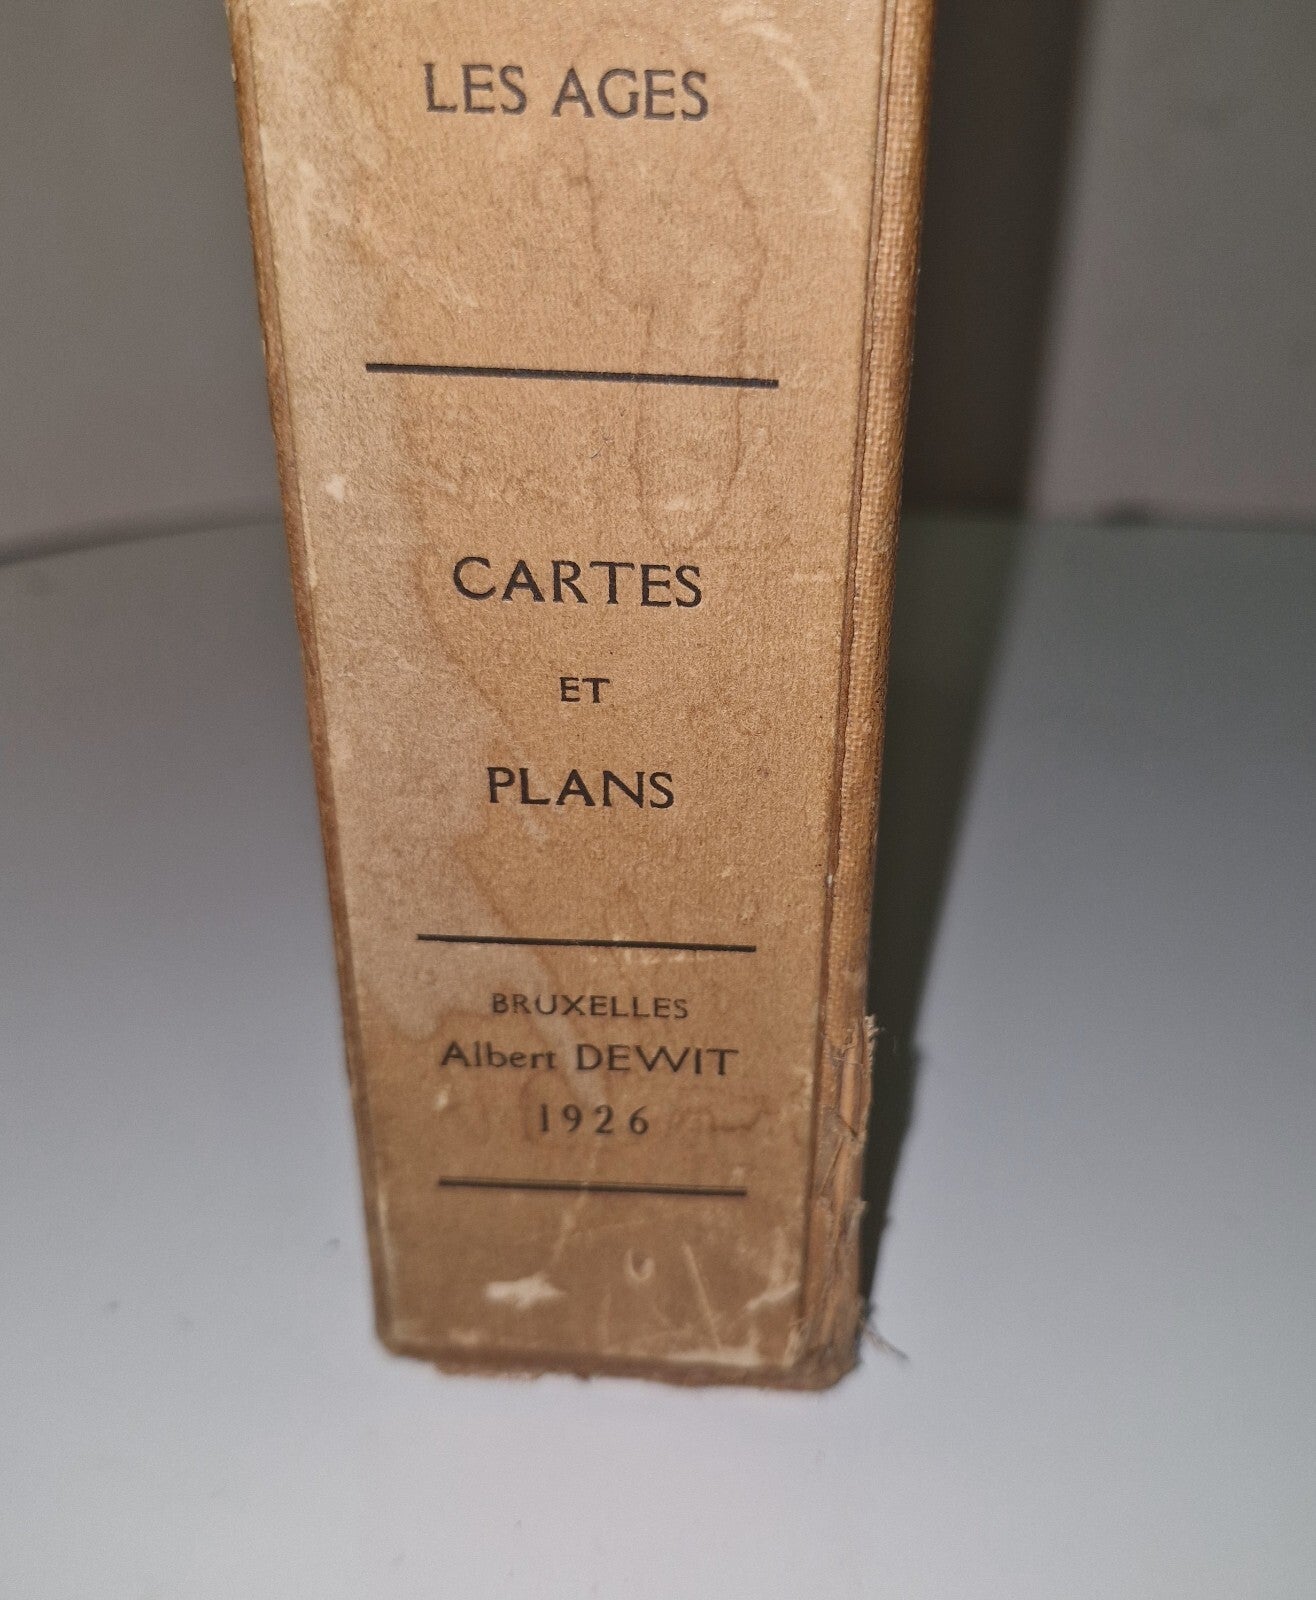 LES AGES
CARTES
ET
PLANS
BRUXELLES
Albert DEWIT
1926